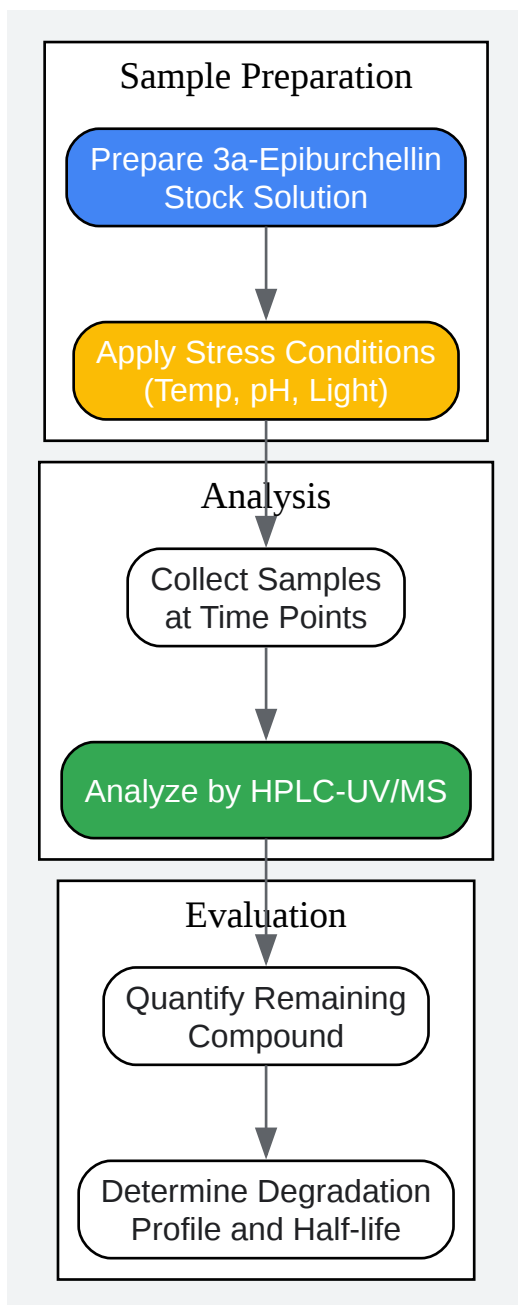 Sample Preparation
Prepare 3a-Epiburchellin
Stock Solution
Apply Stress Conditions
(Temp, pH, Light)
Analysis
Collect Samples
at Time Points
Analyze by HPLC-UV/MS
Evaluation
Quantify Remaining
Compound
Determine Degradation
Profile and Half-life